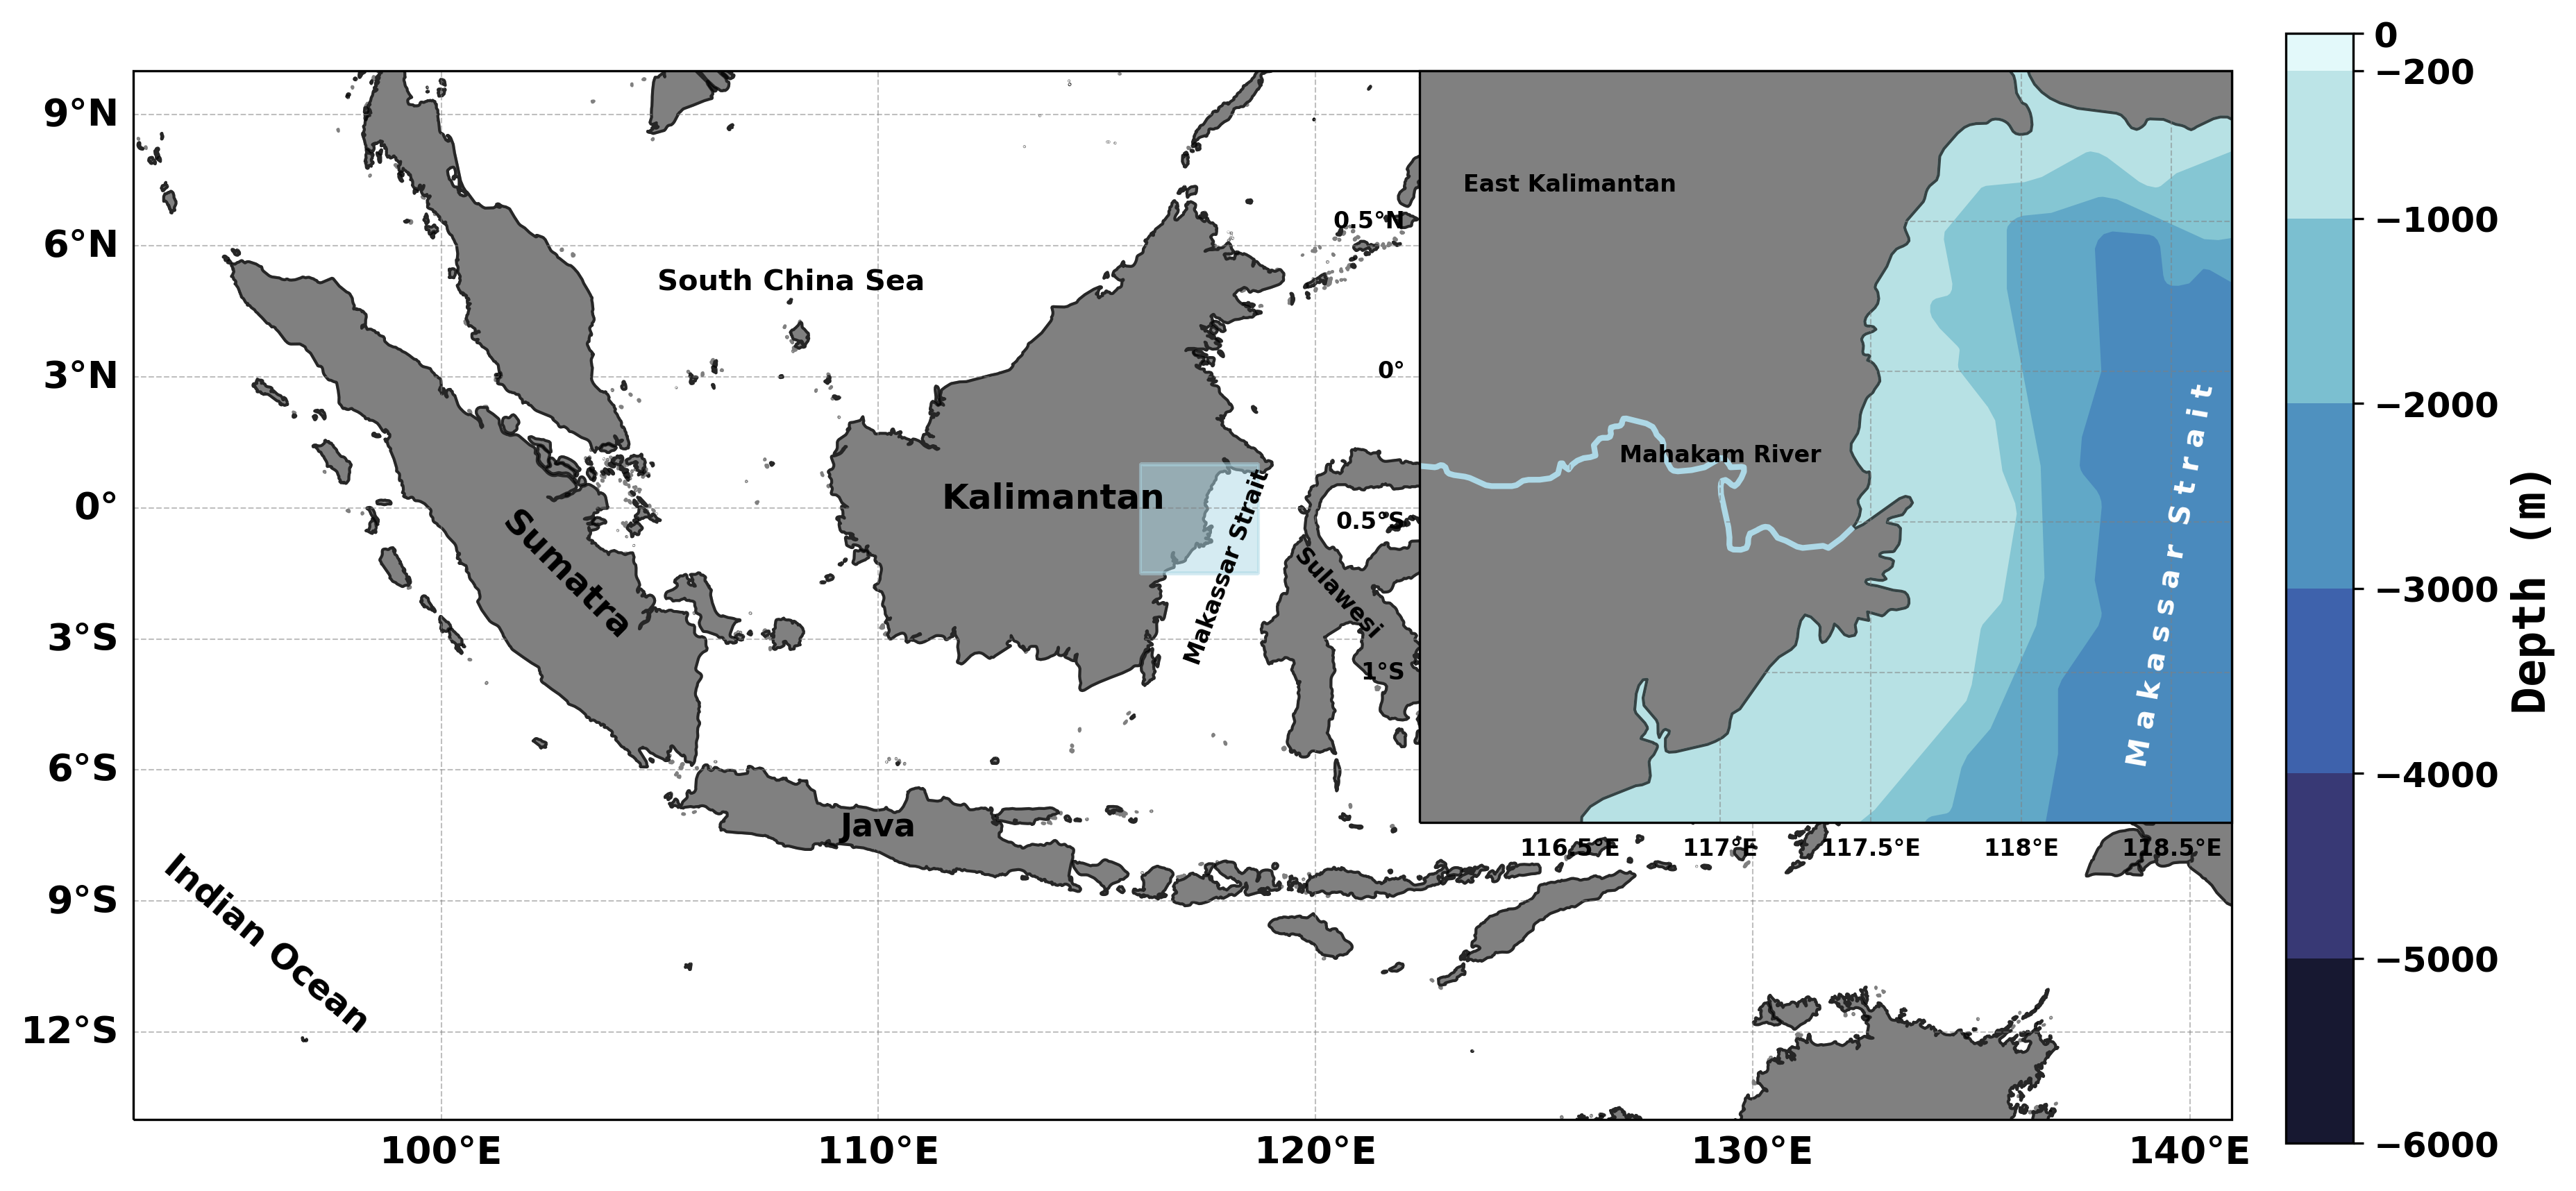 9°N
6°N
3°N
0°
3°S
6°S
9°S
12°S
100°E
110°E
120°E
130°E
140°E
South China Sea
Kalimantan
Sumatra
Makassar Strait
Sulawesi
Java
Indian Ocean
East Kalimantan
Mahakam River
Makassar Strait
0.5°N
0°
0.5°S
1°S
116.5°E
117°E
117.5°E
118°E
118.5°E
0
−200
−1000
−2000
−3000
−4000
−5000
−6000
Depth (m)